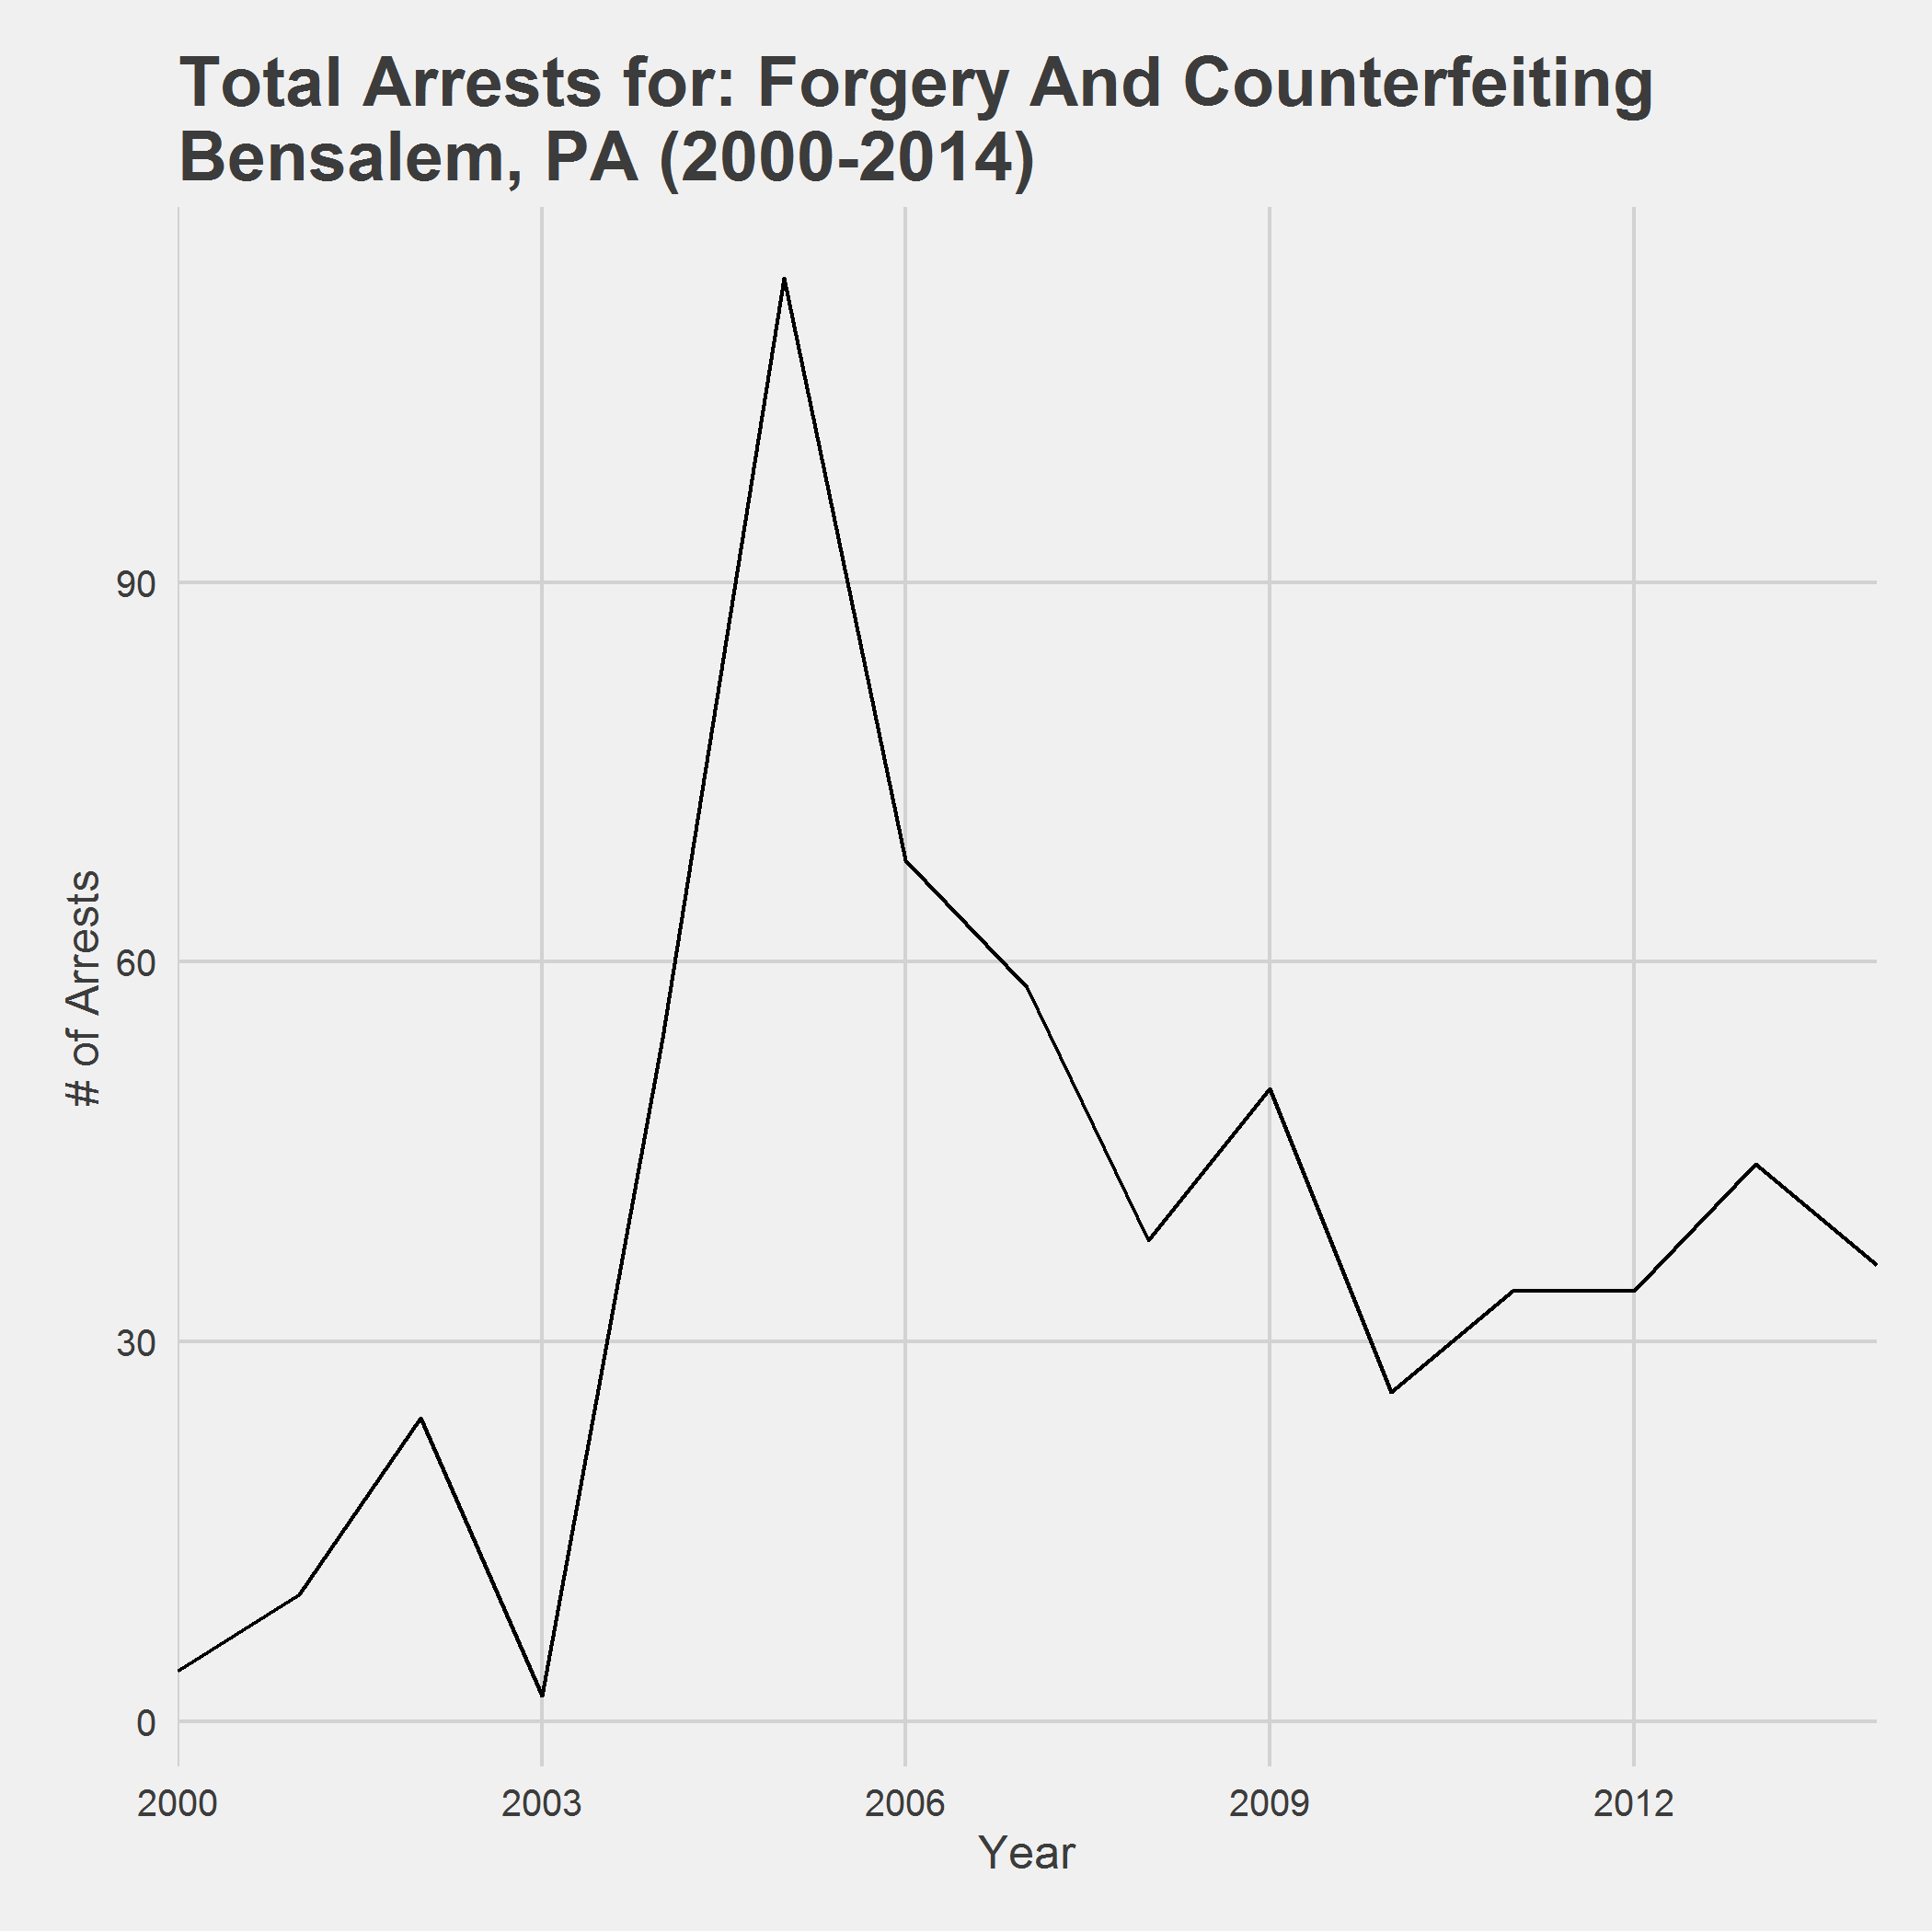 Total Arrests for: Forgery And Counterfeiting
Bensalem, PA (2000-2014)
# of Arrests
90
60
30
0
2000 2003 2006 2009 2012
Year